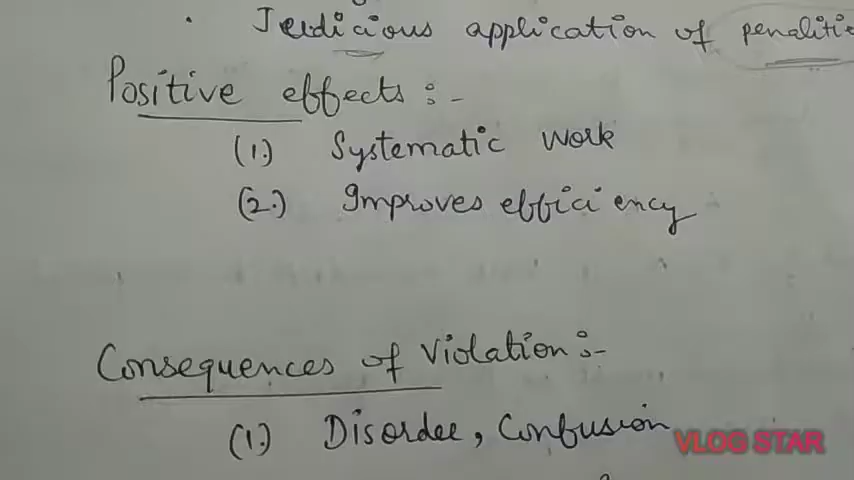 • Judicious application of penalitie
Positive effects :-
(1.) Systematic work
(2.) Improves efficiency
Consequences of violation :-
(1.) Disorder, Confusion
VLOG STAR